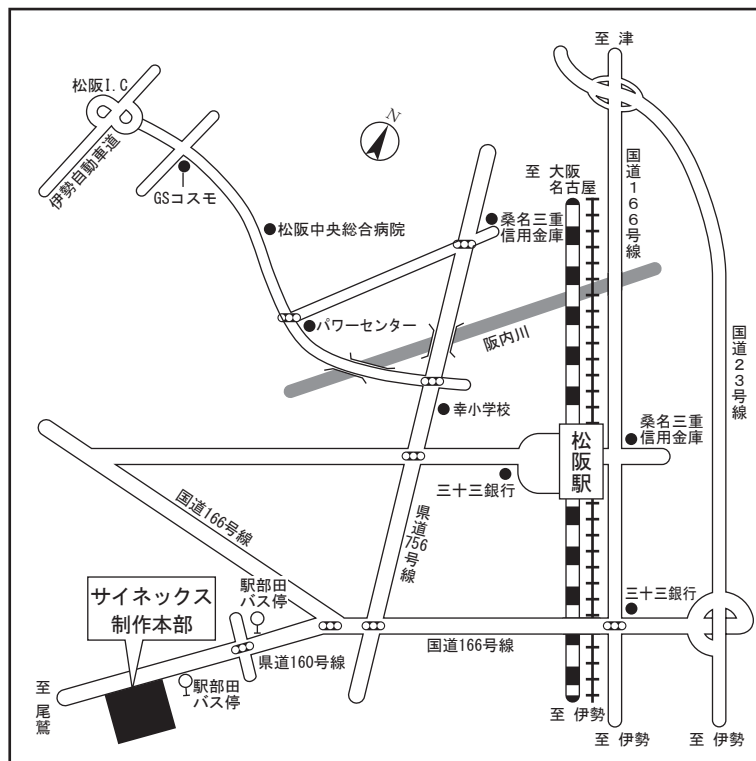 至 津
松阪I.C
伊勢自動車道
GSコスモ
N
松阪中央総合病院
至 大阪
名古屋
国道166号線
桑名三重
信用金庫
パワーセンター
阪内川
国道23号線
幸小学校
桑名三重
信用金庫
松阪駅
三十三銀行
国道166号線
県道756号線
三十三銀行
サイネックス
制作本部
駅部田
バス停
県道160号線
国道166号線
駅部田
バス停
至 尾鷲
至 伊勢
至 伊勢
至 伊勢